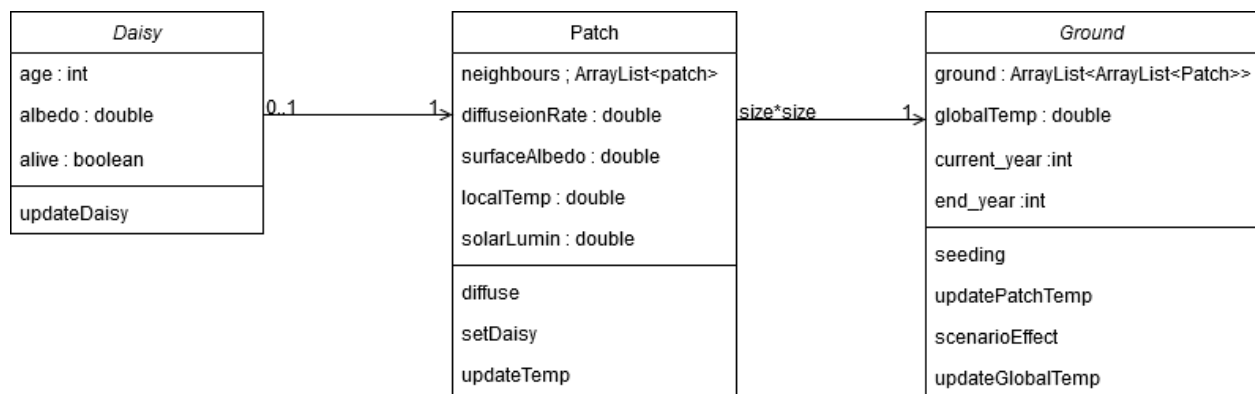 Daisy
age : int
albedo : double
alive : boolean
updateDaisy
0..1
1
Patch
neighbours ; ArrayList<patch>
diffuseionRate : double
surfaceAlbedo : double
localTemp : double
solarLumin : double
diffuse
setDaisy
updateTemp
size*size
1
Ground
ground : ArrayList<ArrayList<Patch>>
globalTemp : double
current_year :int
end_year :int
seeding
updatePatchTemp
scenarioEffect
updateGlobalTemp